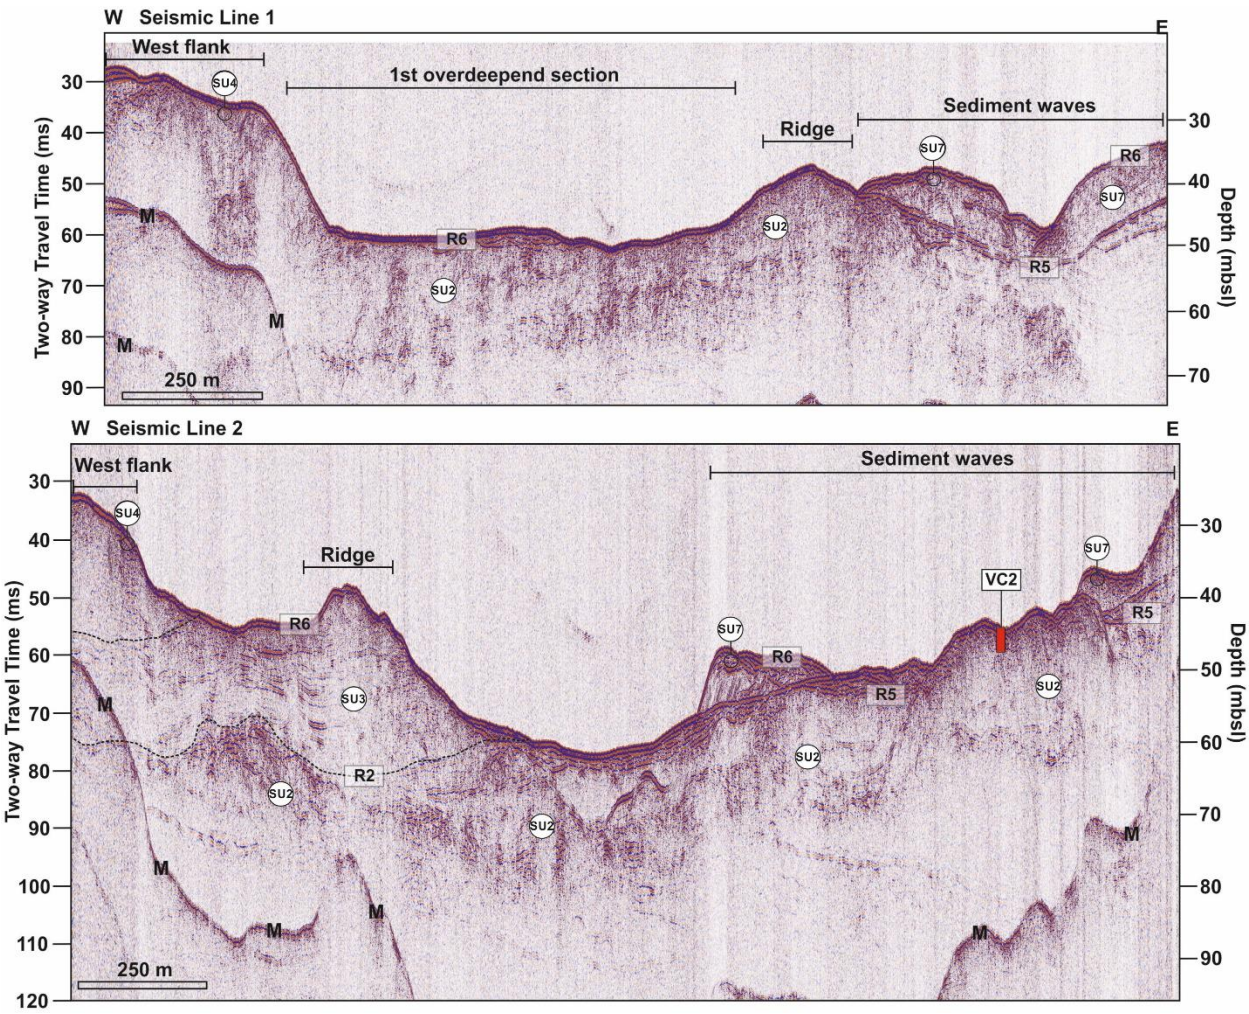 W Seismic Line 1
E
West flank
1st overdeepend section
Sediment waves
Ridge
SU4
SU7
R6
SU7
SU2
R6
SU2
R5
M
M
M
30
40
50
60
70
80
90
Two-way Travel Time (ms)
30
40
50
60
70
Depth (mbsl)
250 m
W Seismic Line 2
E
West flank
Sediment waves
Ridge
SU4
SU7
VC2
R6
SU7
R6
R5
R5
SU3
SU2
SU2
R2
SU2
SU2
M
M
M
M
M
M
30
40
50
60
70
80
90
100
110
120
Two-way Travel Time (ms)
30
40
50
60
70
80
90
Depth (mbsl)
250 m